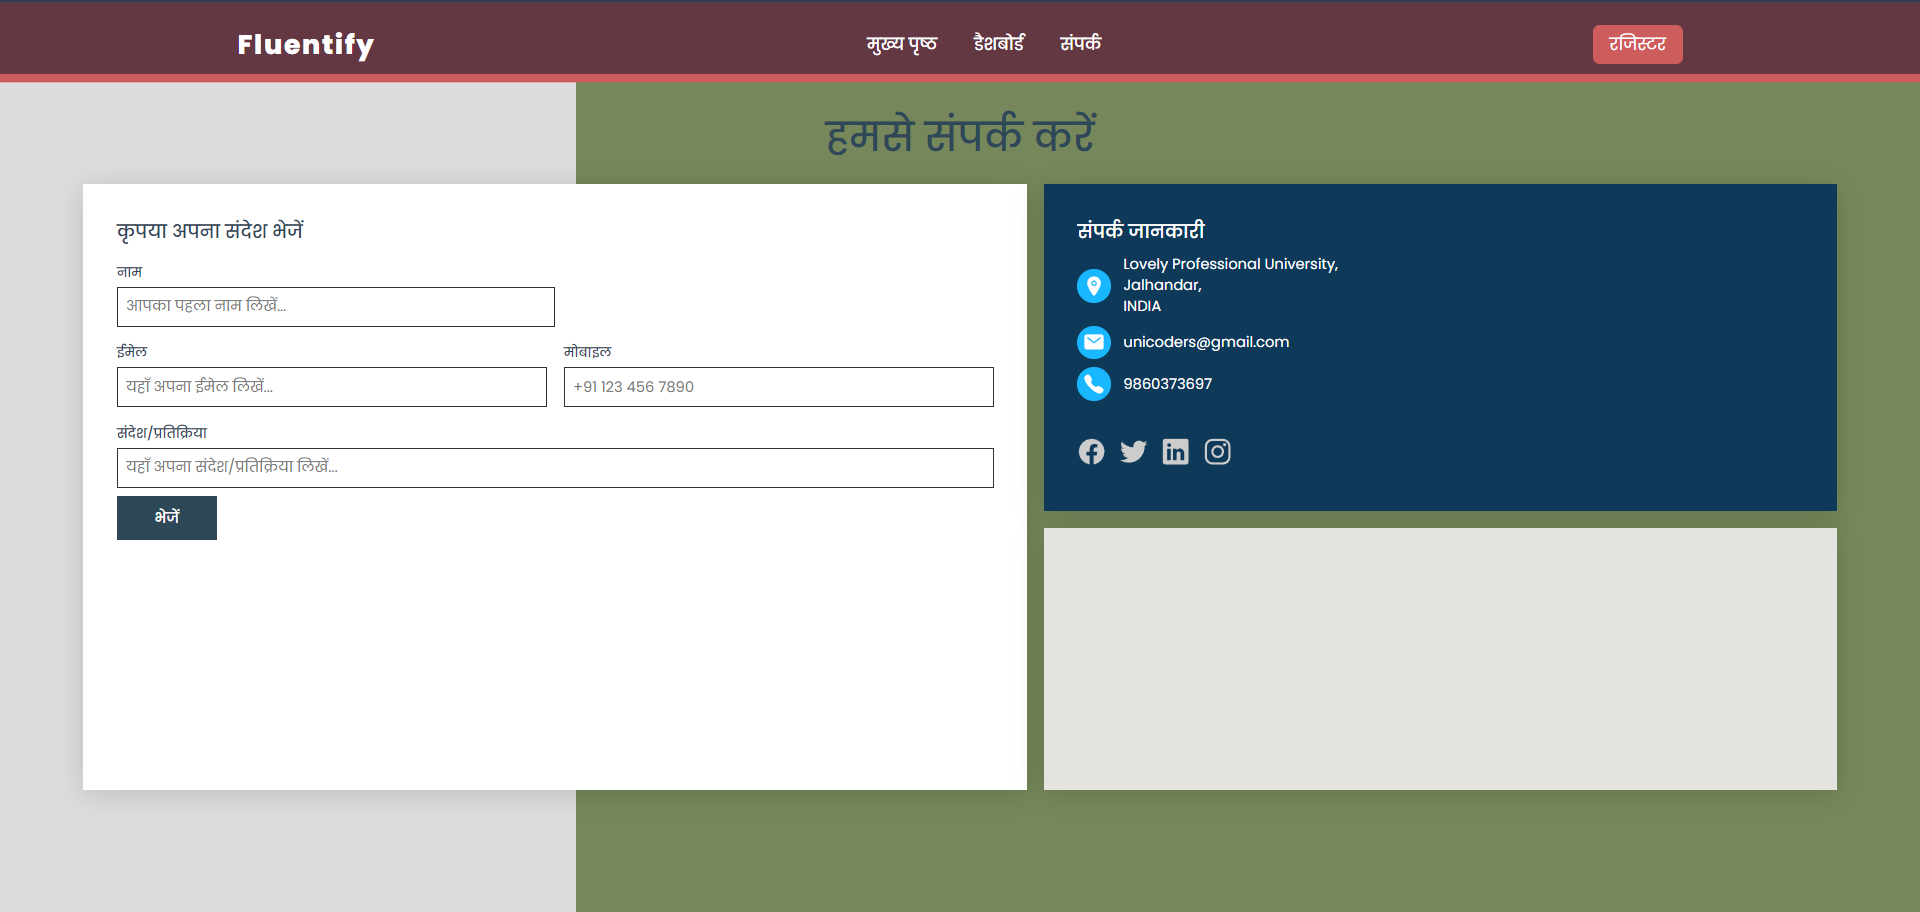 Fluentify
मुख्य पृष्ठ
डैशबोर्ड
संपर्क
रजिस्टर
हमसे संपर्क करें
कृपया अपना संदेश भेजें
नाम
आपका पहला नाम लिखें...
ईमेल
मोबाइल
यहाँ अपना ईमेल लिखें...
+91 123 456 7890
संदेश/प्रतिक्रिया
यहाँ अपना संदेश/प्रतिक्रिया लिखें...
भेजें
संपर्क जानकारी
Lovely Professional University,
Jalhandar,
INDIA
unicoders@gmail.com
9860373697